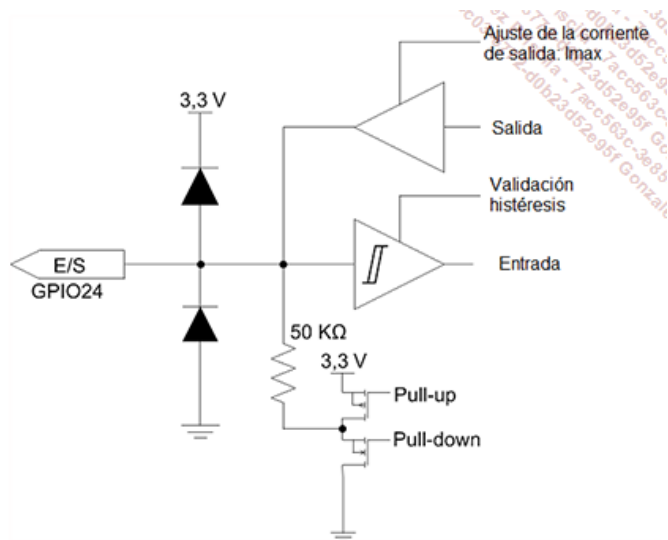 Ajuste de la corriente
de salida: Imax
3,3 V
Salida
Validación
histéresis
E/S
Entrada
GPIO24
50 KΩ
3,3 V
Pull-up
Pull-down